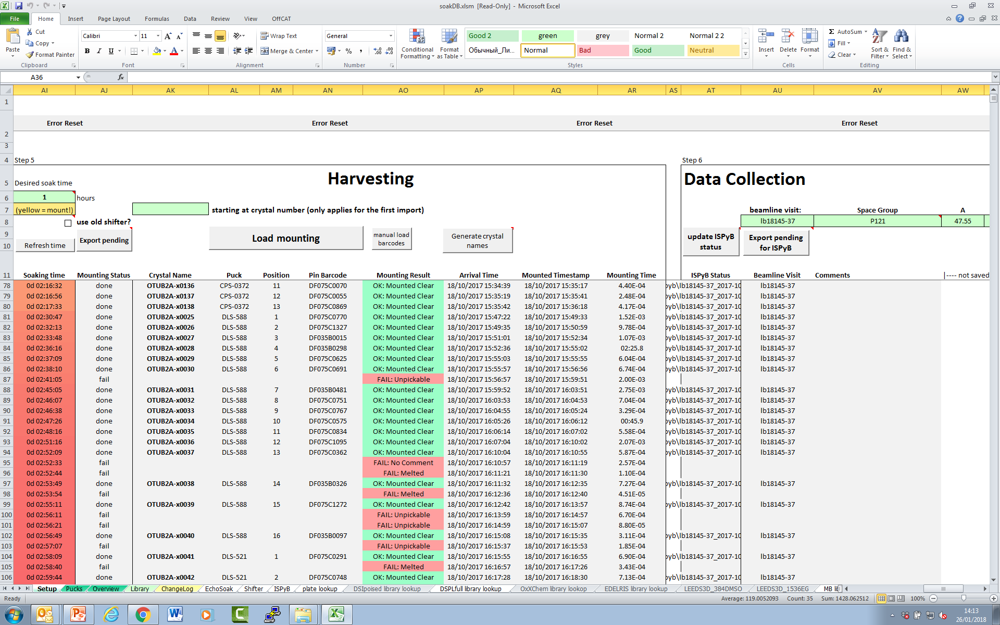 soakDB.xlsm [Read-Only] - Microsoft Excel
File Home Insert Page Layout Formulas Data Review View OffCAT
Paste
Cut
Copy
Format Painter
Clipboard
Calibri 11
B I U
Font
Wrap Text
Merge & Center
Alignment
General
Number
Conditional Formatting
Format as Table
Good 2 green grey Normal 2 Normal 2 2
Обычный_Ли... Normal Bad Good Neutral
Styles
Insert Delete Format
Cells
AutoSum
Fill
Clear
Sort & Filter
Find & Select
Editing
A36 fx
AI AJ AK AL AM AN AO AP AQ AR AS AT AU AV AW
1
Error Reset Error Reset Error Reset Error Reset
2
3
4 Step 5 Step 6
5 Desired soak time Harvesting Data Collection
6 1 hours
7 (yellow = mount!) starting at crystal number (only applies for the first import) beamline visit: Space Group A
8 use old shifter? lb18145-37 P121 47.55
9 Export pending Load mounting manual load barcodes Generate crystal names update ISPyB status Export pending for ISPyB
10 Refresh time
11 Soaking time Mounting Status Crystal Name Puck Position Pin Barcode Mounting Result Arrival Time Mounted Timestamp Mounting Time ISPyB Status Beamline Visit Comments |---- not saved
78 0d 02:16:32 done OTUB2A-x0136 CPS-0372 11 DF075C0070 OK: Mounted Clear 18/10/2017 15:34:39 18/10/2017 15:35:17 4.40E-04 pyb\lb18145-37_2017-10 lb18145-37
79 0d 02:16:56 done OTUB2A-x0137 CPS-0372 12 DF075C0055 OK: Mounted Clear 18/10/2017 15:35:19 18/10/2017 15:35:41 2.48E-04 pyb\lb18145-37_2017-10 lb18145-37
80 0d 02:17:33 done OTUB2A-x0138 CPS-0372 13 DF075C0869 OK: Mounted Clear 18/10/2017 15:35:42 18/10/2017 15:36:18 4.17E-04 pyb\lb18145-37_2017-10 lb18145-37
81 0d 02:30:47 done OTUB2A-x0025 DLS-588 1 DF075C0770 OK: Mounted Clear 18/10/2017 15:47:22 18/10/2017 15:49:33 1.52E-03 pyb\lb18145-37_2017-10 lb18145-37
82 0d 02:32:13 done OTUB2A-x0026 DLS-588 2 DF075C1327 OK: Mounted Clear 18/10/2017 15:49:35 18/10/2017 15:50:59 9.78E-04 pyb\lb18145-37_2017-10 lb18145-37
83 0d 02:33:48 done OTUB2A-x0027 DLS-588 3 DF035B0015 OK: Mounted Clear 18/10/2017 15:51:01 18/10/2017 15:52:34 1.07E-03 pyb\lb18145-37_2017-10 lb18145-37
84 0d 02:36:16 done OTUB2A-x0028 DLS-588 4 DF035B0298 OK: Mounted Clear 18/10/2017 15:52:36 18/10/2017 15:55:02 02:25.8 pyb\lb18145-37_2017-10 lb18145-37
85 0d 02:37:09 done OTUB2A-x0029 DLS-588 5 DF075C0625 OK: Mounted Clear 18/10/2017 15:55:03 18/10/2017 15:55:55 6.04E-04 pyb\lb18145-37_2017-10 lb18145-37
86 0d 02:38:10 done OTUB2A-x0030 DLS-588 6 DF075C0691 OK: Mounted Clear 18/10/2017 15:55:57 18/10/2017 15:56:56 6.74E-04 pyb\lb18145-37_2017-10 lb18145-37
87 0d 02:41:05 fail FAIL: Unpickable 18/10/2017 15:56:57 18/10/2017 15:59:51 2.00E-03
88 0d 02:45:05 done OTUB2A-x0031 DLS-588 7 DF035B0481 OK: Mounted Clear 18/10/2017 15:59:52 18/10/2017 16:03:51 2.75E-03 pyb\lb18145-37_2017-10 lb18145-37
89 0d 02:46:07 done OTUB2A-x0032 DLS-588 8 DF075C0751 OK: Mounted Clear 18/10/2017 16:03:53 18/10/2017 16:04:53 7.04E-04 pyb\lb18145-37_2017-10 lb18145-37
90 0d 02:46:38 done OTUB2A-x0033 DLS-588 9 DF075C0767 OK: Mounted Clear 18/10/2017 16:04:55 18/10/2017 16:05:24 3.29E-04 pyb\lb18145-37_2017-10 lb18145-37
91 0d 02:47:26 done OTUB2A-x0034 DLS-588 10 DF075C0575 OK: Mounted Clear 18/10/2017 16:05:26 18/10/2017 16:06:12 00:45.9 pyb\lb18145-37_2017-10 lb18145-37
92 0d 02:48:16 done OTUB2A-x0035 DLS-588 11 DF075C0834 OK: Mounted Clear 18/10/2017 16:06:14 18/10/2017 16:07:02 5.58E-04 pyb\lb18145-37_2017-10 lb18145-37
93 0d 02:51:16 done OTUB2A-x0036 DLS-588 12 DF075C1095 OK: Mounted Clear 18/10/2017 16:07:04 18/10/2017 16:10:02 2.07E-03 pyb\lb18145-37_2017-10 lb18145-37
94 0d 02:52:09 done OTUB2A-x0037 DLS-588 13 DF075C0362 OK: Mounted Clear 18/10/2017 16:10:04 18/10/2017 16:10:55 5.87E-04 pyb\lb18145-37_2017-10 lb18145-37
95 0d 02:52:33 fail FAIL: No Comment 18/10/2017 16:10:57 18/10/2017 16:11:19 2.57E-04
96 0d 02:52:44 fail FAIL: Melted 18/10/2017 16:11:21 18/10/2017 16:11:30 1.10E-04
97 0d 02:53:49 done OTUB2A-x0038 DLS-588 14 DF035B0326 OK: Mounted Clear 18/10/2017 16:11:32 18/10/2017 16:12:35 7.27E-04 pyb\lb18145-37_2017-10 lb18145-37
98 0d 02:53:54 fail FAIL: Melted 18/10/2017 16:12:36 18/10/2017 16:12:40 4.51E-05
99 0d 02:55:11 done OTUB2A-x0039 DLS-588 15 DF075C1272 OK: Mounted Clear 18/10/2017 16:12:42 18/10/2017 16:13:57 8.74E-04 pyb\lb18145-37_2017-10 lb18145-37
100 0d 02:56:11 fail FAIL: Unpickable 18/10/2017 16:13:59 18/10/2017 16:14:57 6.70E-04
101 0d 02:56:21 fail FAIL: Unpickable 18/10/2017 16:14:59 18/10/2017 16:15:07 8.80E-05
102 0d 02:56:49 done OTUB2A-x0040 DLS-588 16 DF035B0097 OK: Mounted Clear 18/10/2017 16:15:08 18/10/2017 16:15:35 3.11E-04 pyb\lb18145-37_2017-10 lb18145-37
103 0d 02:57:07 fail FAIL: Unpickable 18/10/2017 16:15:37 18/10/2017 16:15:53 1.85E-04
104 0d 02:58:09 done OTUB2A-x0041 DLS-521 1 DF075C0291 OK: Mounted Clear 18/10/2017 16:15:55 18/10/2017 16:16:55 6.90E-04 pyb\lb18145-37_2017-10 lb18145-37
105 0d 02:58:40 fail FAIL: Melted 18/10/2017 16:16:57 18/10/2017 16:17:26 3.43E-04
106 0d 02:59:44 done OTUB2A-x0042 DLS-521 2 DF075C0748 OK: Mounted Clear 18/10/2017 16:17:28 18/10/2017 16:18:30 7.13E-04 pyb\lb18145-37_2017-10 lb18145-37
Setup Pucks Overview Library ChangeLog EchoSoak Shifter ISPyB plate lookup DSIpoised library lookup DSPLfull library lookup OxXChem library lookup EDELRIS library lookup LEEDS3D_384DMSO LEEDS3D_1536EG MB lit
Ready Average: 119.0052093 Count: 35 Sum: 1428.062512 100%
14:13
26/01/2018